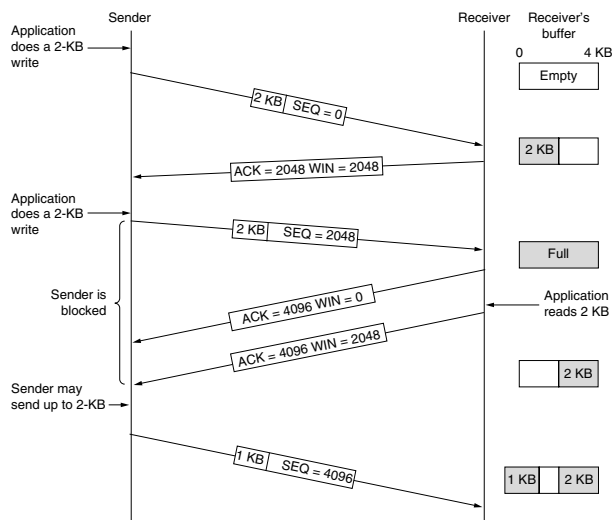 Sender
Receiver
Receiver's
buffer
Application
does a 2-KB
write
0
4 KB
Empty
2 KB
SEQ = 0
2 KB
ACK = 2048 WIN = 2048
Application
does a 2-KB
write
2 KB
SEQ = 2048
Full
Sender is
blocked
Application
reads 2 KB
ACK = 4096 WIN = 0
ACK = 4096 WIN = 2048
2 KB
Sender may
send up to 2-KB
1 KB
SEQ = 4096
1 KB
2 KB